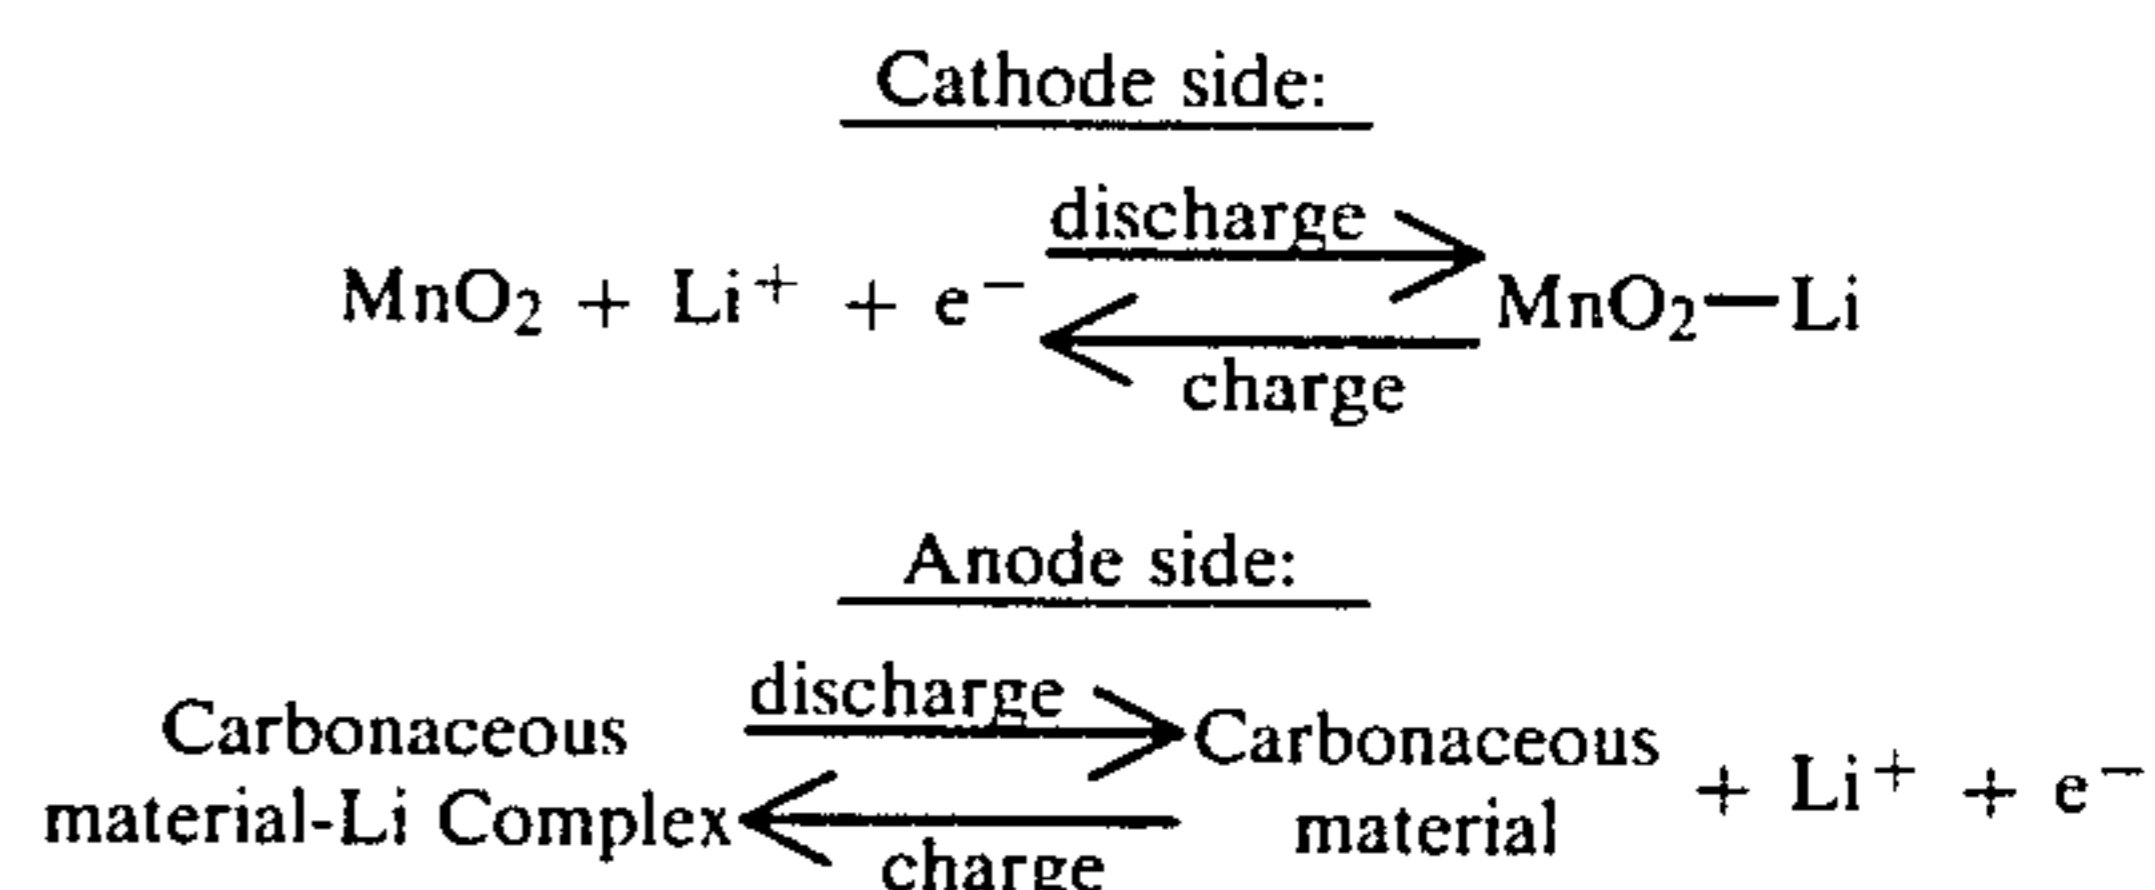 Cathode side:
discharge
MnO₂ + Li⁺ + e⁻ MnO₂—Li
charge
Anode side:
discharge
Carbonaceous Carbonaceous
material-Li Complex material + Li⁺ + e⁻
charge